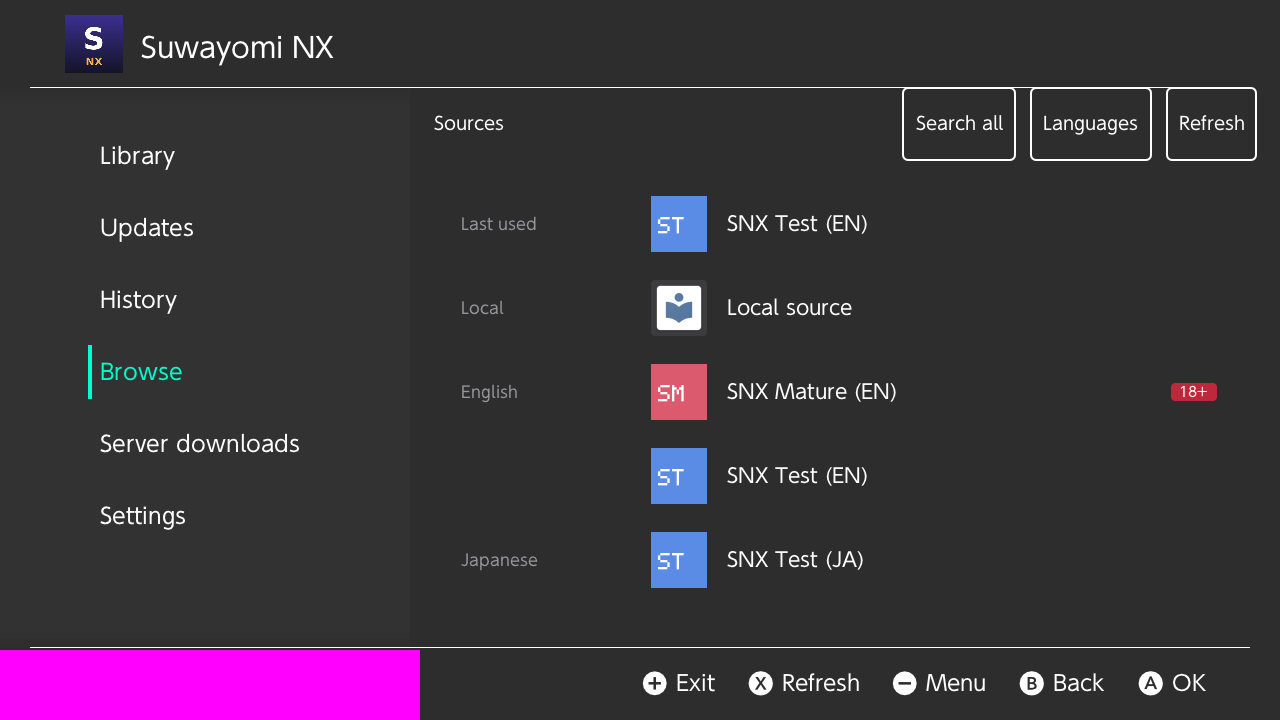 S
NX
Suwayomi NX
Library
Updates
History
Browse
Server downloads
Settings
Sources
Search all
Languages
Refresh
Last used
ST
SNX Test (EN)
Local
Local source
English
SM
SNX Mature (EN)
18+
ST
SNX Test (EN)
Japanese
ST
SNX Test (JA)
+ Exit
X Refresh
− Menu
B Back
A OK